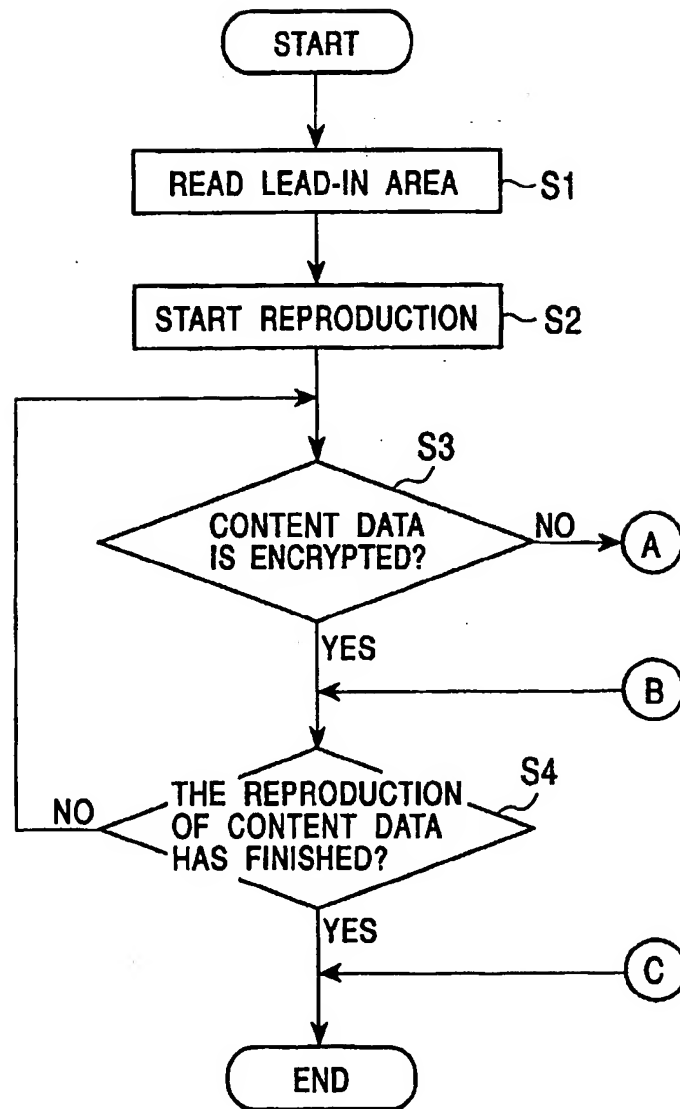 START
READ LEAD-IN AREA
S1
START REPRODUCTION
S2
S3
CONTENT DATA
IS ENCRYPTED?
NO
A
YES
B
S4
THE REPRODUCTION
OF CONTENT DATA
HAS FINISHED?
NO
YES
C
END